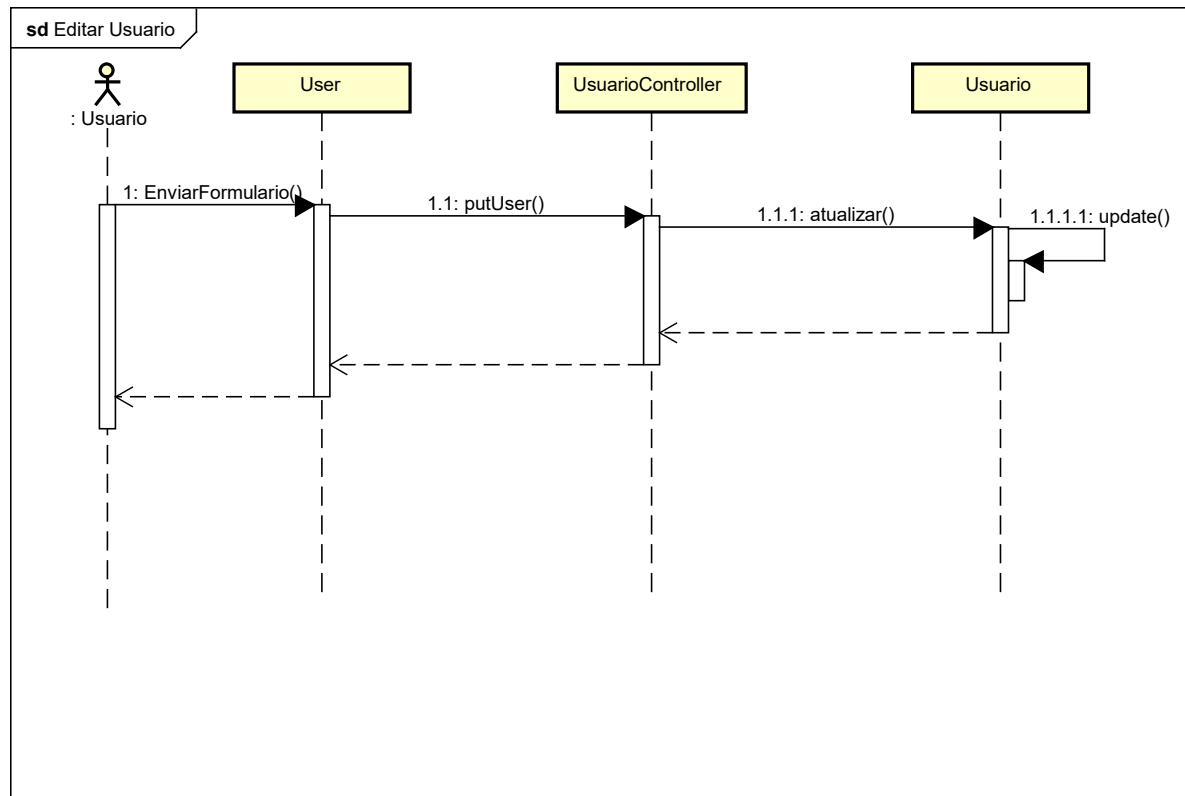 sd Editar Usuario
: Usuario
User
UsuarioController
Usuario
1: EnviarFormulario()
1.1: putUser()
1.1.1: atualizar()
1.1.1.1: update()